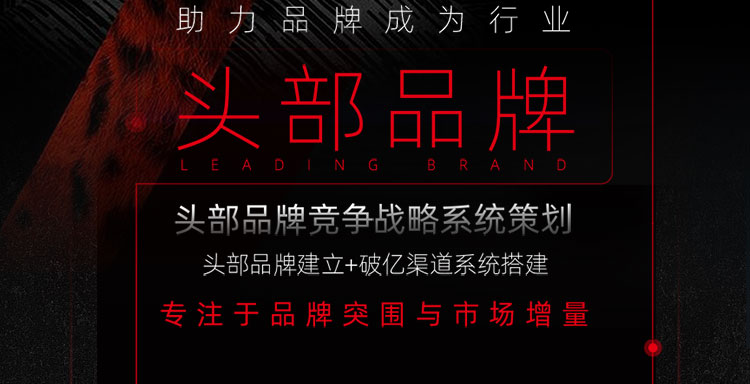 助力品牌成为行业
头部品牌
LEADING BRAND
头部品牌竞争战略系统策划
头部品牌建立+破亿渠道系统搭建
专注于品牌突围与市场增量